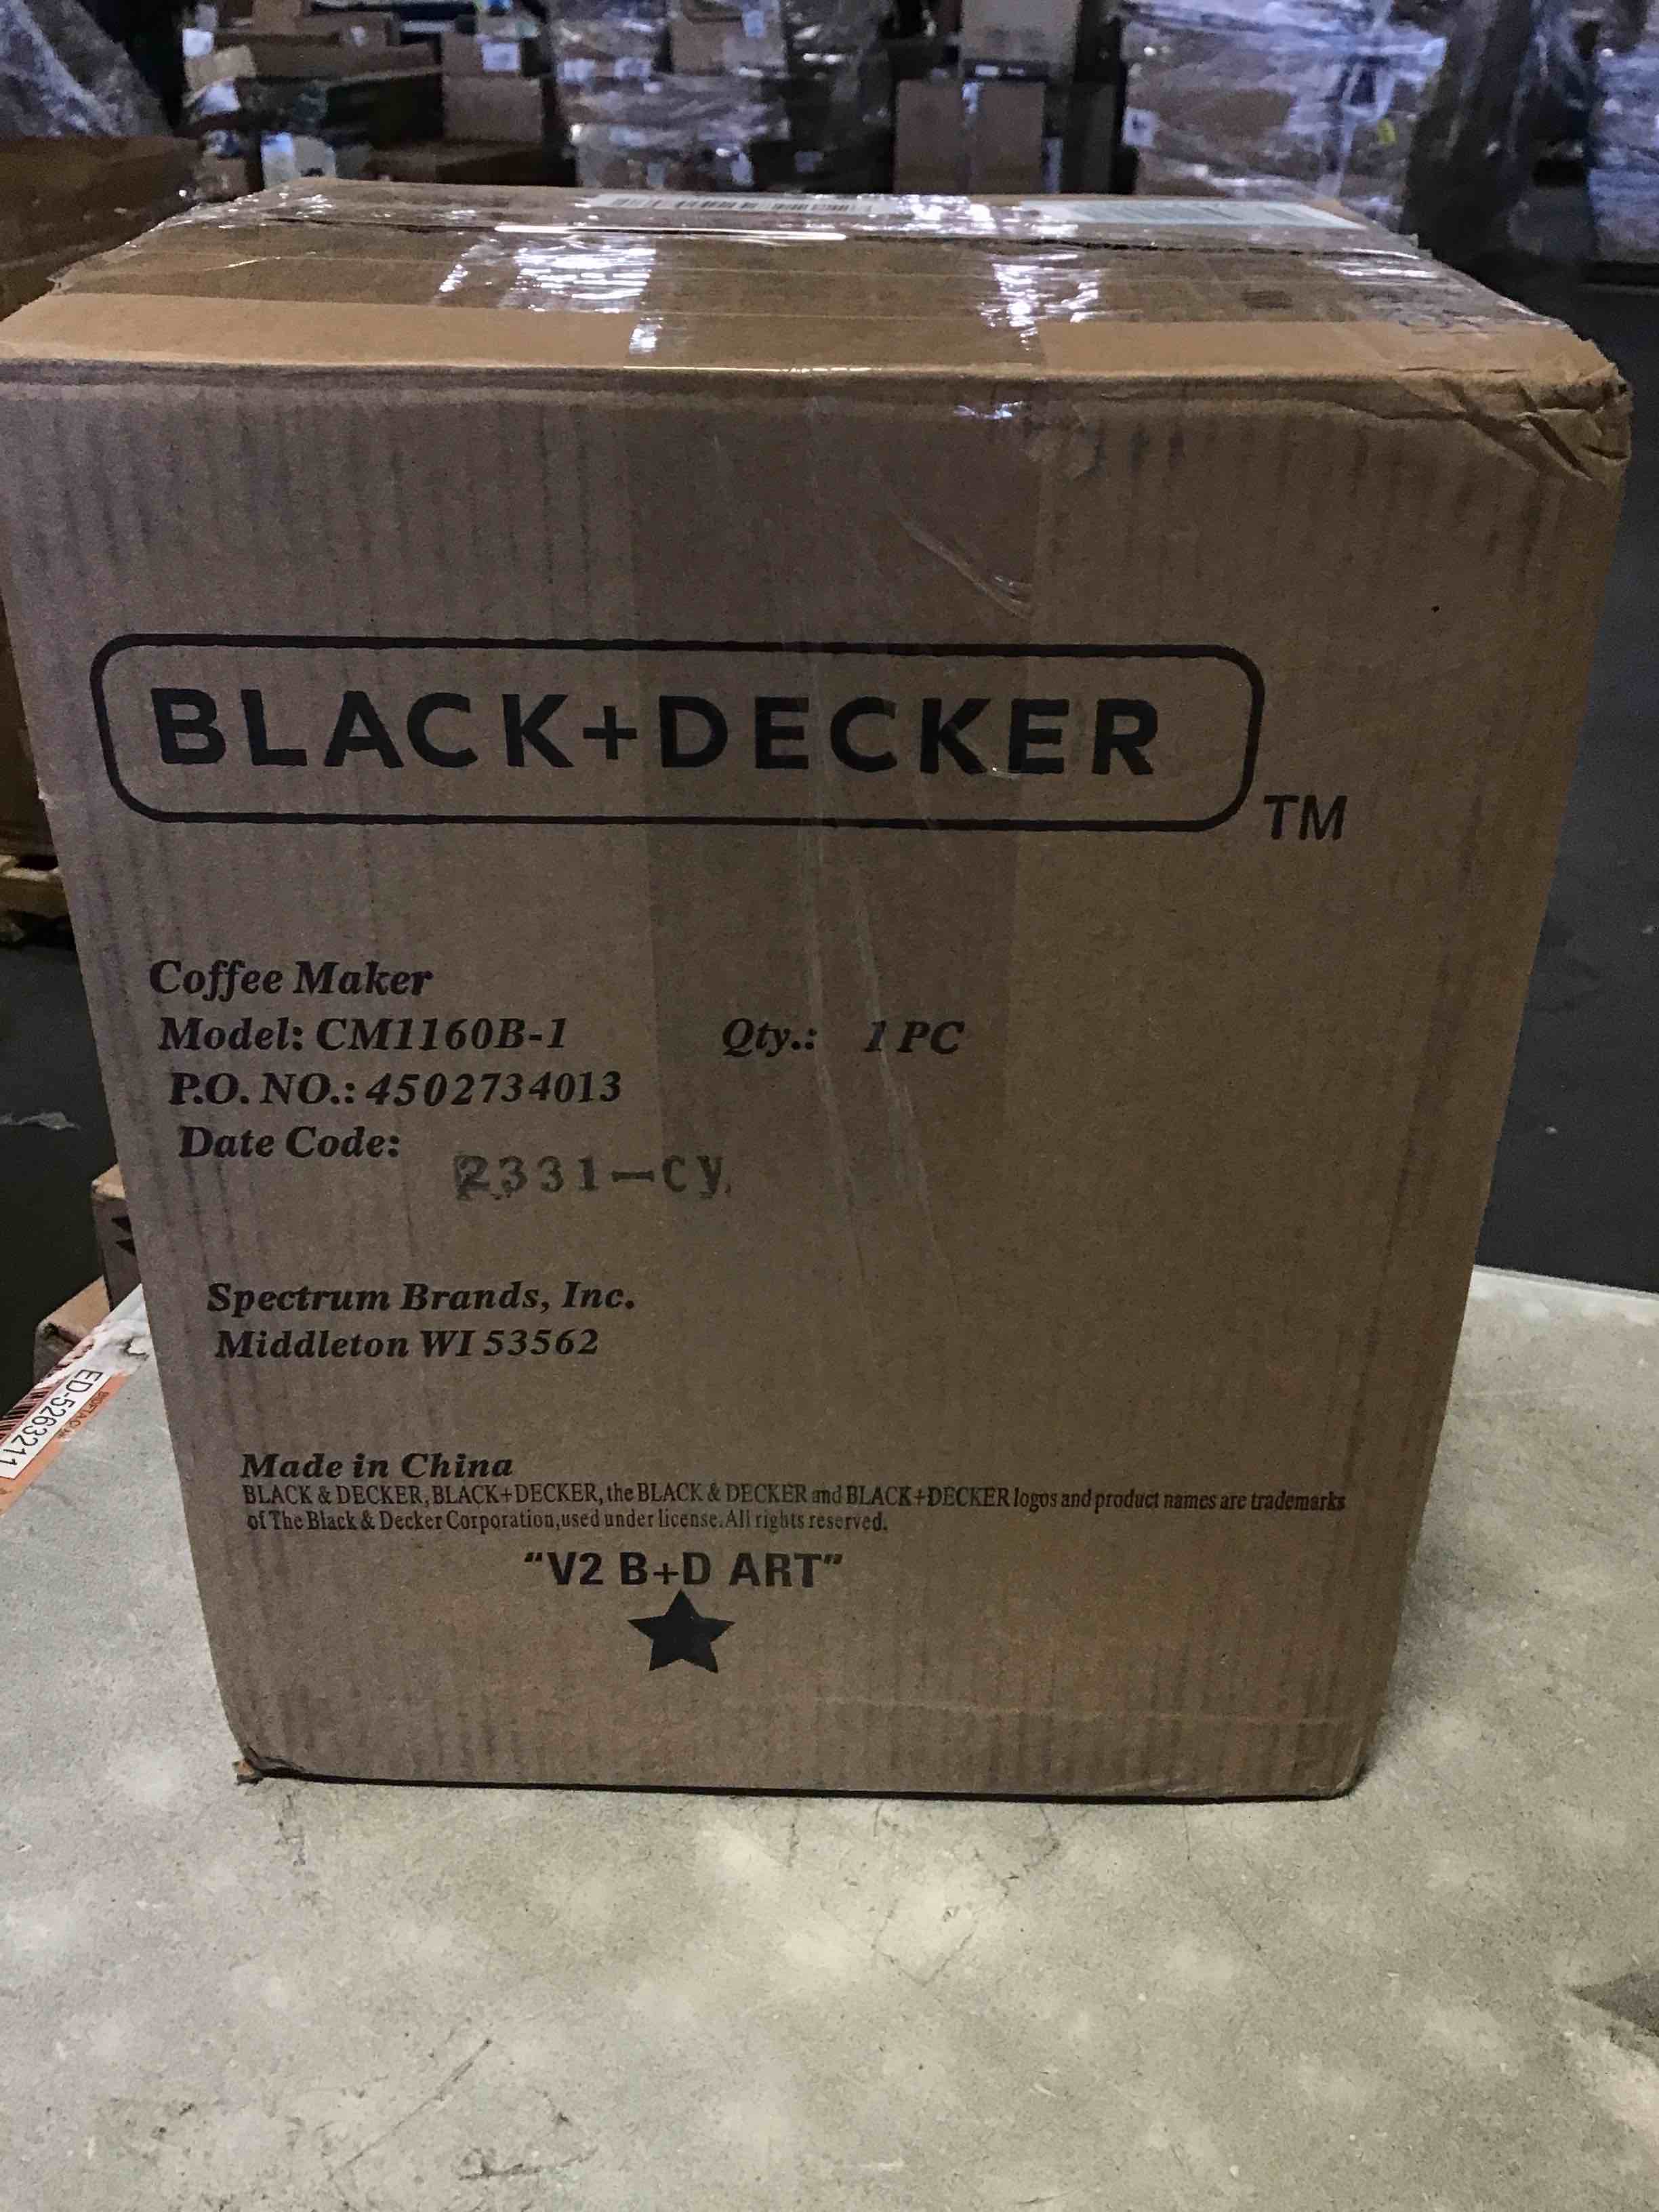 BLACK+DECKER
TM
Coffee Maker
Model: CM1160B-1 Qty.: 1 PC
P.O. NO.: 4502734013
Date Code:
2331-CY
Spectrum Brands, Inc.
Middleton WI 53562
Made in China
BLACK & DECKER, BLACK+DECKER, the BLACK & DECKER and BLACK+DECKER logos and product names are trademarks
of The Black & Decker Corporation, used under license. All rights reserved.
"V2 B+D ART"
ED-5263211